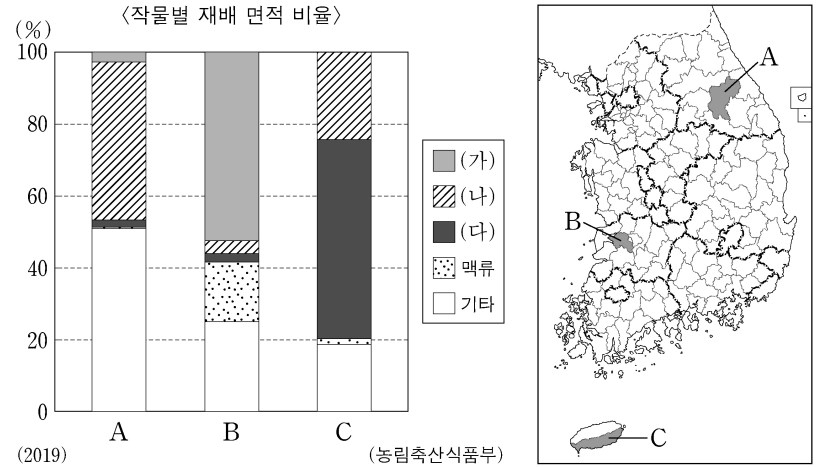 〈작물별 재배 면적 비율〉
(%)
100
80
60
40
20
0
A B C
(가)
(나)
(다)
맥류
기타
(2019) (농림축산식품부)
A
B
C